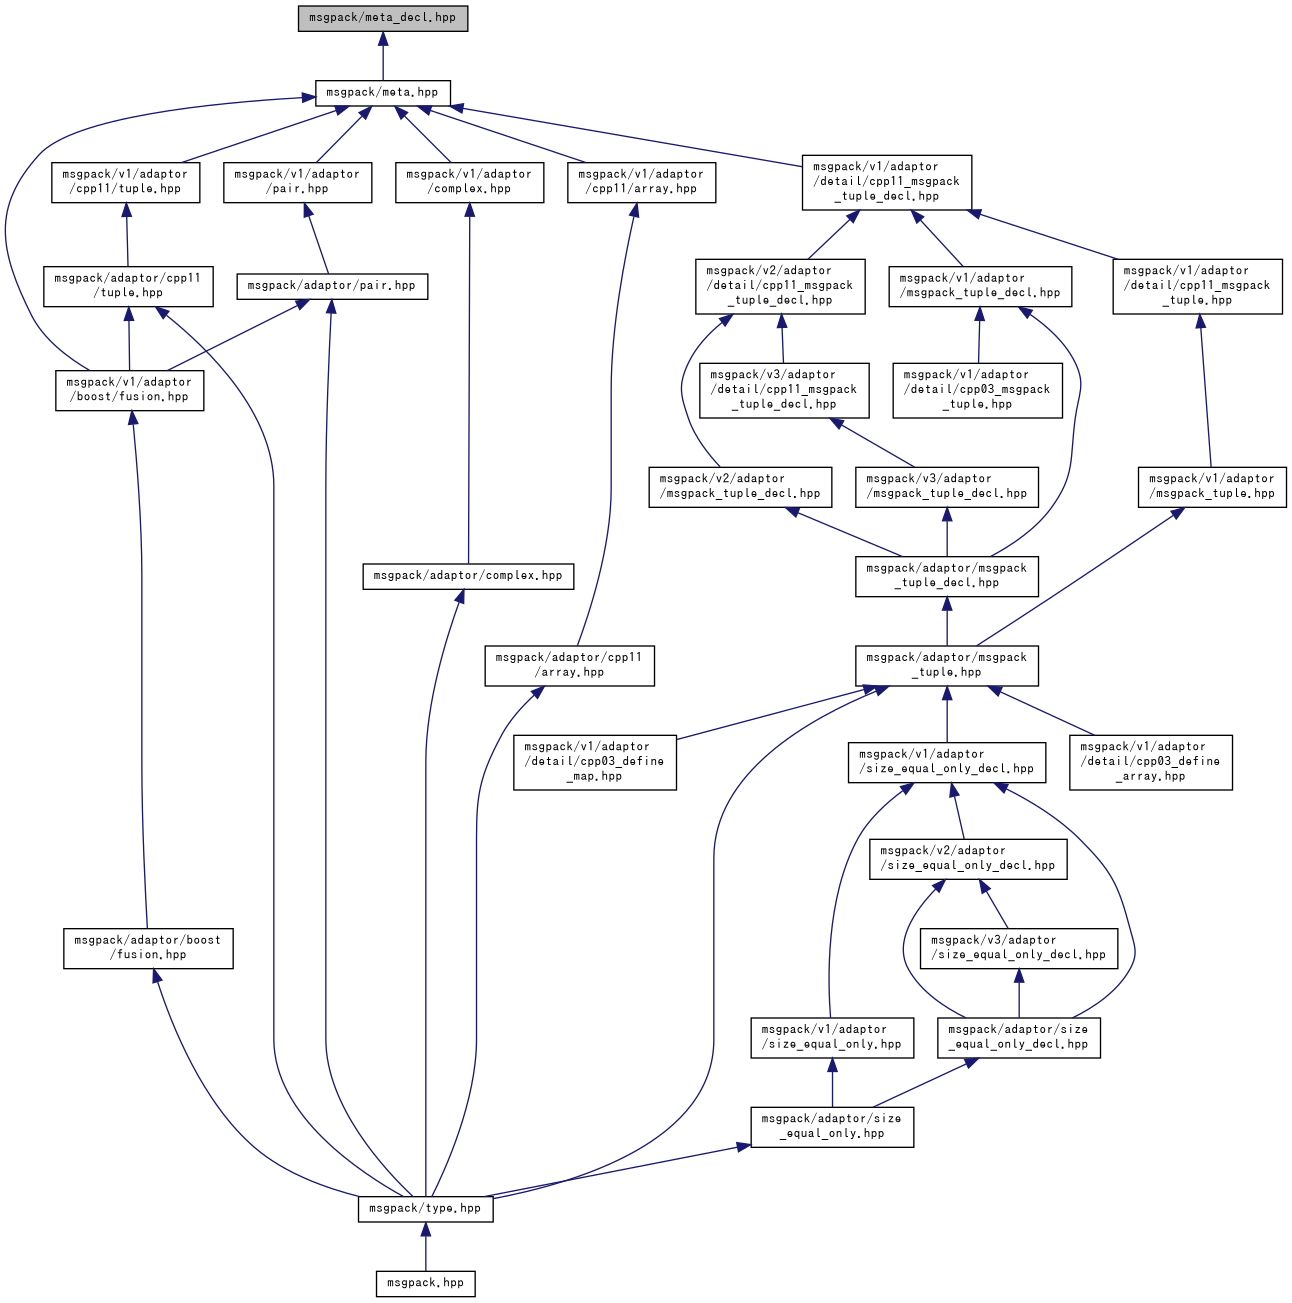 msgpack/meta_decl.hpp
msgpack/meta.hpp
msgpack/v1/adaptor
/cpp11/tuple.hpp
msgpack/v1/adaptor
/pair.hpp
msgpack/v1/adaptor
/complex.hpp
msgpack/v1/adaptor
/cpp11/array.hpp
msgpack/v1/adaptor
/detail/cpp11_msgpack
_tuple_decl.hpp
msgpack/adaptor/cpp11
/tuple.hpp
msgpack/adaptor/pair.hpp
msgpack/v2/adaptor
/detail/cpp11_msgpack
_tuple_decl.hpp
msgpack/v1/adaptor
/msgpack_tuple_decl.hpp
msgpack/v1/adaptor
/detail/cpp11_msgpack
_tuple.hpp
msgpack/v1/adaptor
/boost/fusion.hpp
msgpack/v3/adaptor
/detail/cpp11_msgpack
_tuple_decl.hpp
msgpack/v1/adaptor
/detail/cpp03_msgpack
_tuple.hpp
msgpack/v2/adaptor
/msgpack_tuple_decl.hpp
msgpack/v3/adaptor
/msgpack_tuple_decl.hpp
msgpack/v1/adaptor
/msgpack_tuple.hpp
msgpack/adaptor/complex.hpp
msgpack/adaptor/msgpack
_tuple_decl.hpp
msgpack/adaptor/cpp11
/array.hpp
msgpack/adaptor/msgpack
_tuple.hpp
msgpack/v1/adaptor
/detail/cpp03_define
_map.hpp
msgpack/v1/adaptor
/size_equal_only_decl.hpp
msgpack/v1/adaptor
/detail/cpp03_define
_array.hpp
msgpack/v2/adaptor
/size_equal_only_decl.hpp
msgpack/adaptor/boost
/fusion.hpp
msgpack/v3/adaptor
/size_equal_only_decl.hpp
msgpack/v1/adaptor
/size_equal_only.hpp
msgpack/adaptor/size
_equal_only_decl.hpp
msgpack/adaptor/size
_equal_only.hpp
msgpack/type.hpp
msgpack.hpp